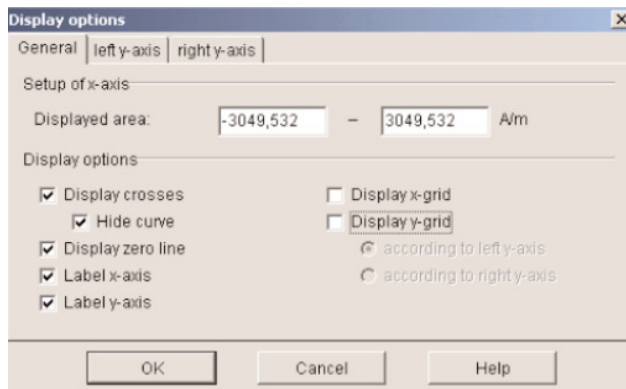 Display options
General left y-axis right y-axis
Setup of x-axis
Displayed area: -3049,532 – 3049,532 A/m
Display options
Display crosses Display x-grid
Hide curve Display y-grid
Display zero line according to left y-axis
Label x-axis according to right y-axis
Label y-axis
OK Cancel Help